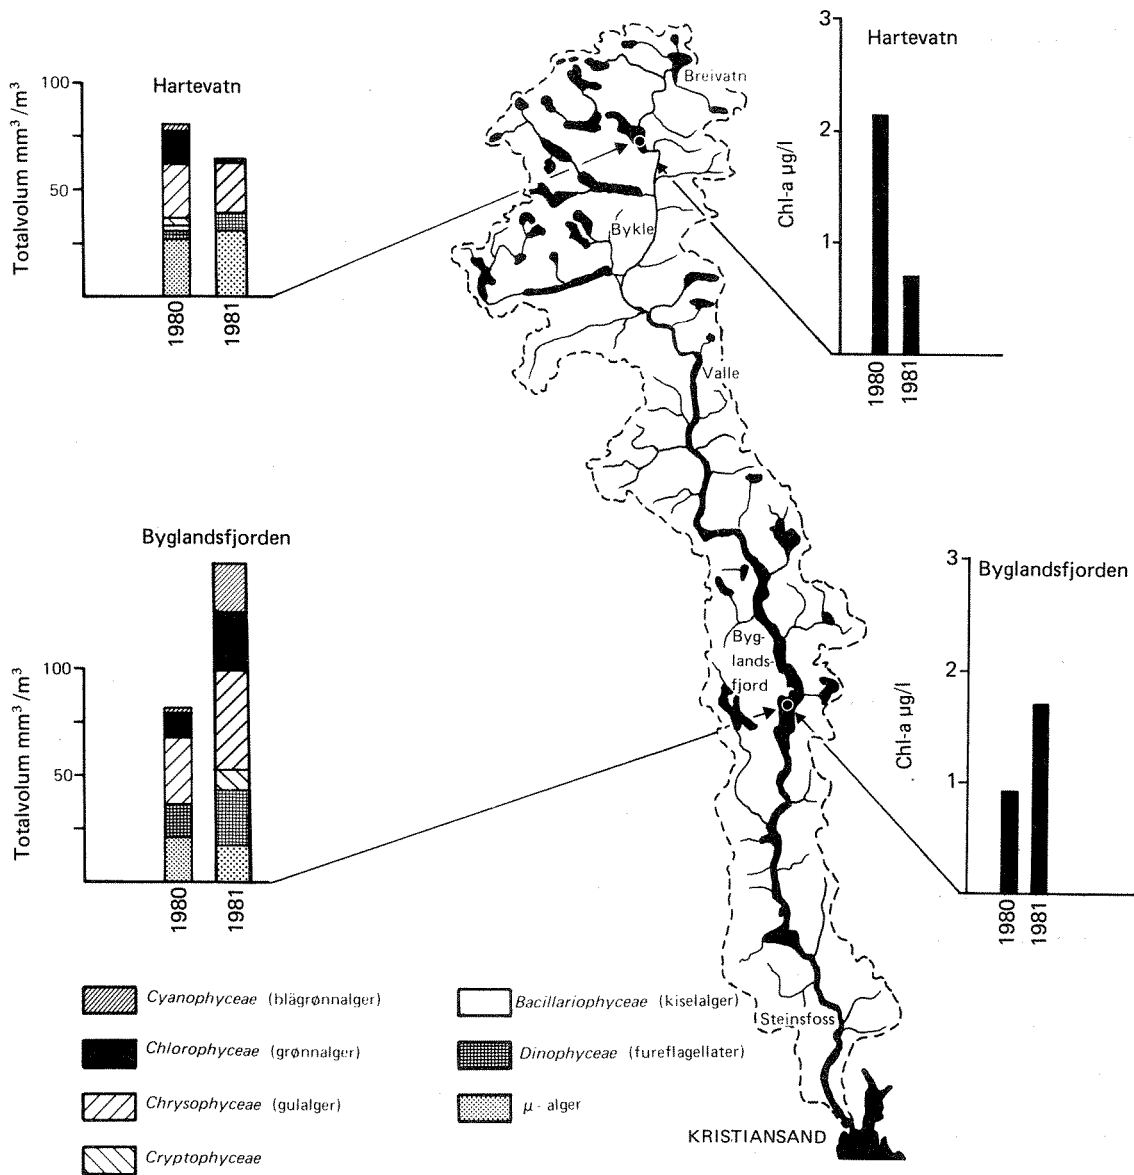 Hartevatn
Totalvolum mm³/m³
100
50
1980
1981
Breivatn
Bykle
Valle
Byg-
lands-
fjord
Steinsfoss
KRISTIANSAND
Hartevatn
Chl-a µg/l
3
2
1
1980
1981
Byglandsfjorden
Totalvolum mm³/m³
100
50
1980
1981
Byglandsfjorden
Chl-a µg/l
3
2
1
1980
1981
Cyanophyceae (blågrønnalger)
Chlorophyceae (grønnalger)
Chrysophyceae (gulalger)
Cryptophyceae
Bacillariophyceae (kiselalger)
Dinophyceae (fureflagellater)
µ - alger